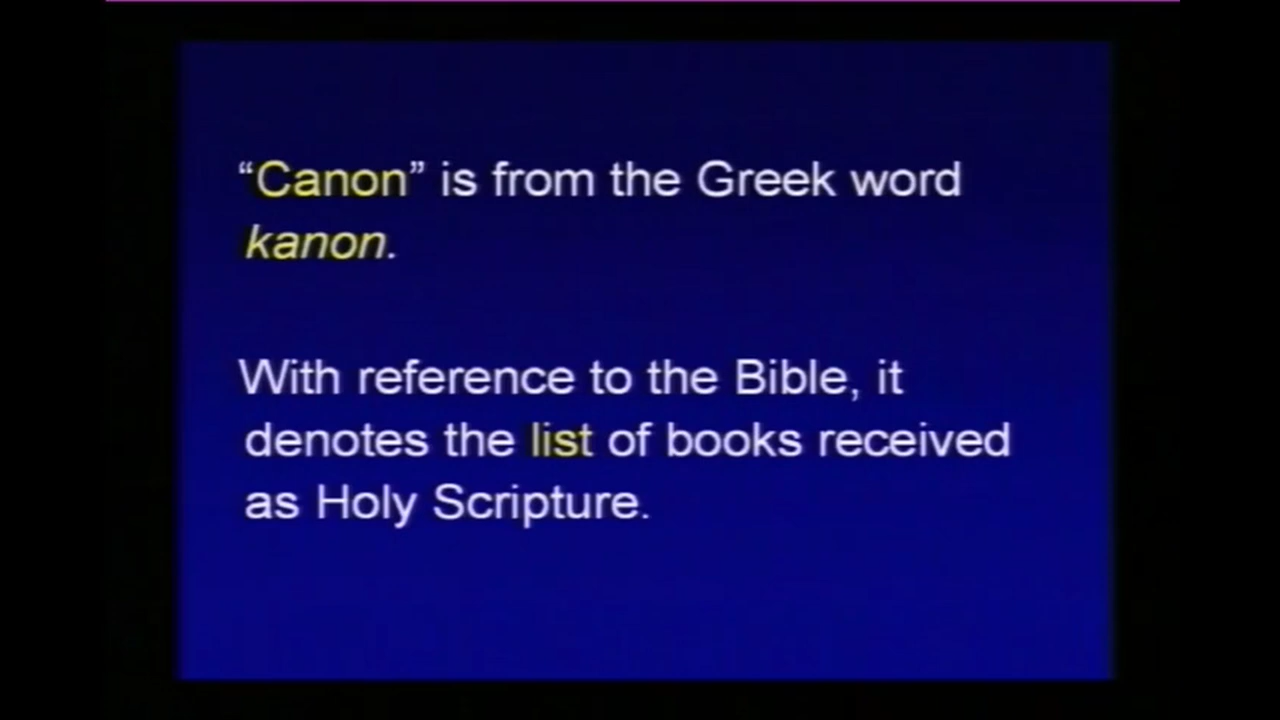 “Canon” is from the Greek word
kanon.
With reference to the Bible, it
denotes the list of books received
as Holy Scripture.